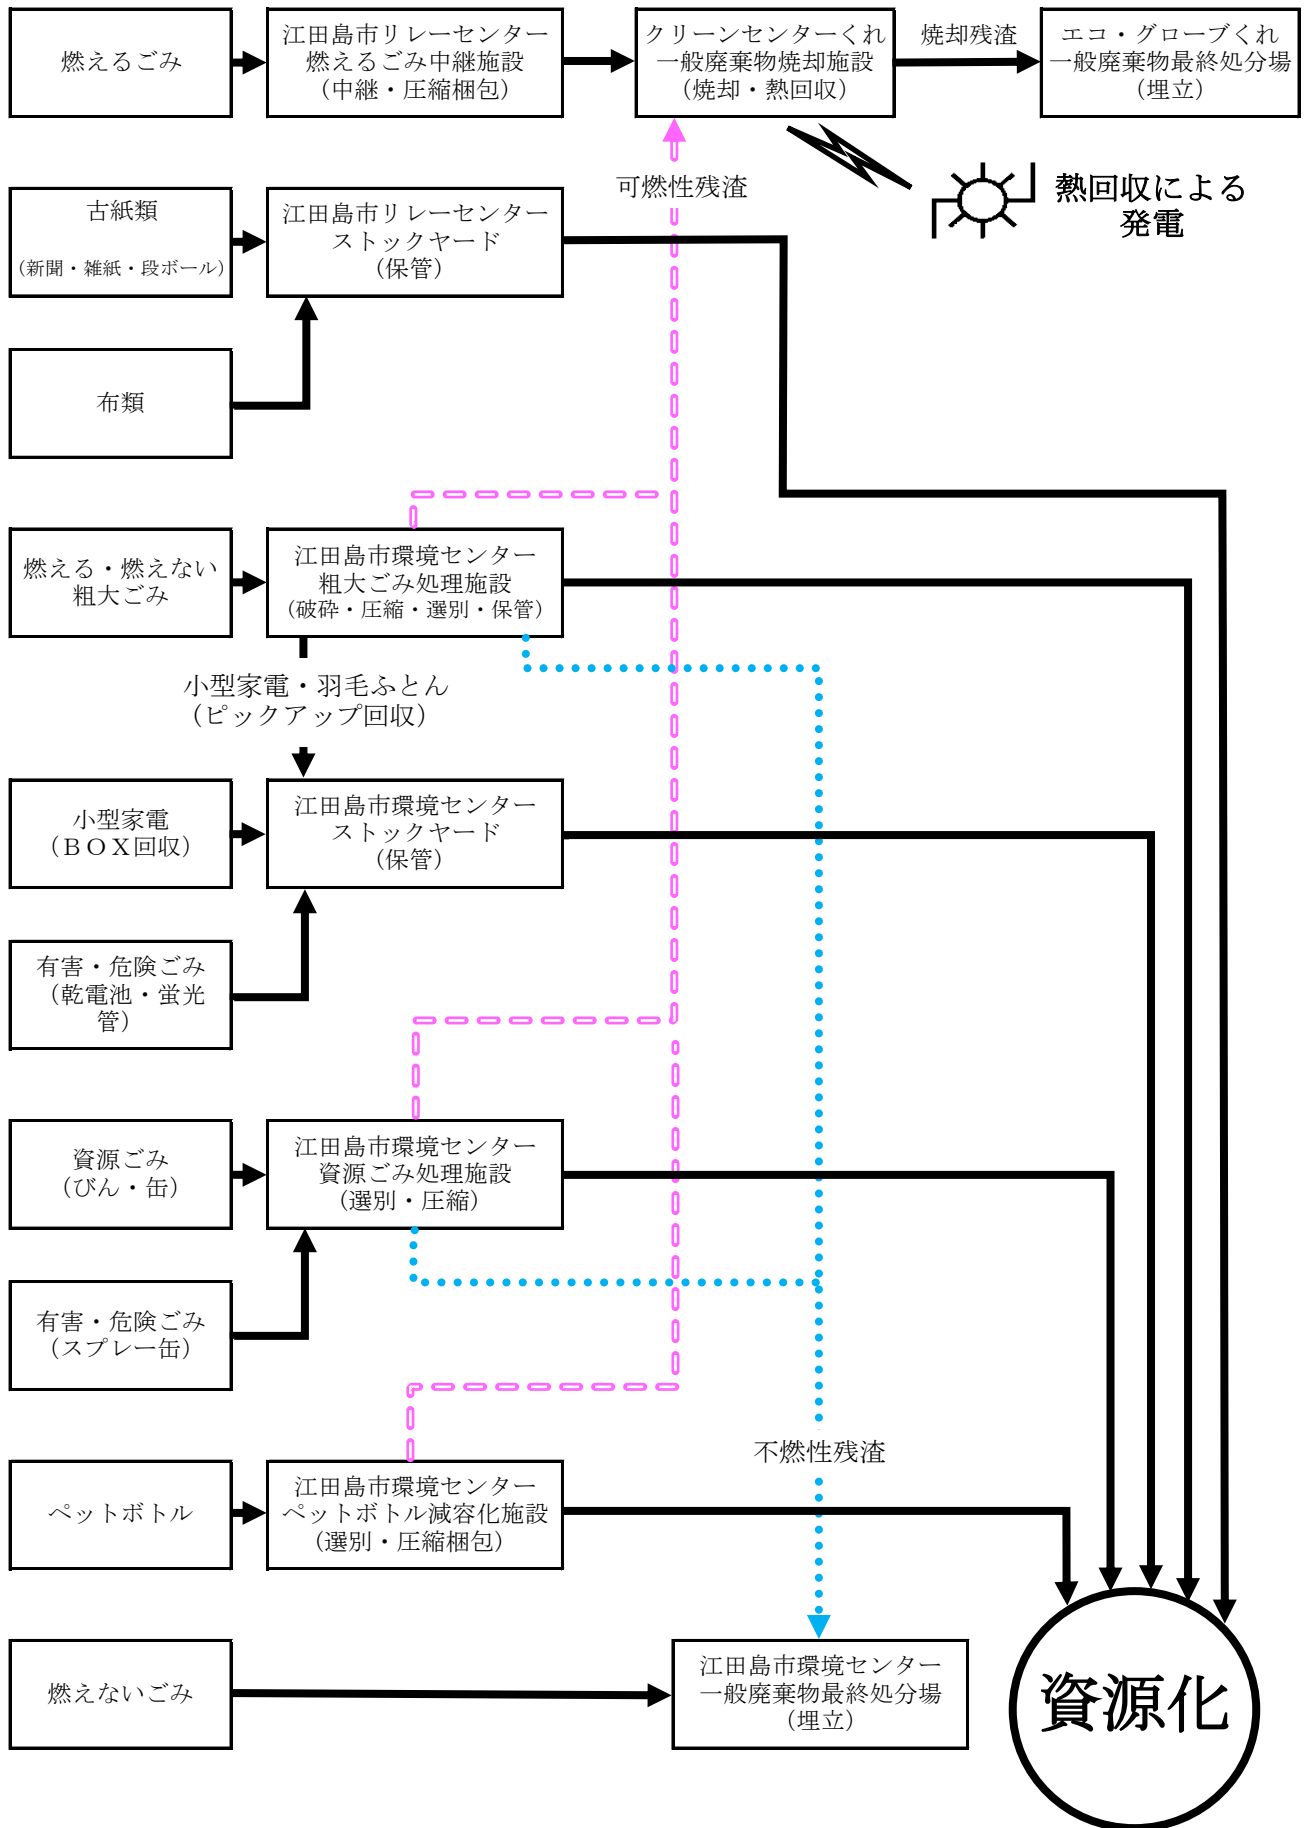 燃えるごみ
江田島市リレーセンター
燃えるごみ中継施設
（中継・圧縮梱包）
クリーンセンターくれ
一般廃棄物焼却施設
（焼却・熱回収）
焼却残渣
エコ・グローブくれ
一般廃棄物最終処分場
（埋立）
可燃性残渣
熱回収による
発電
古紙類
（新聞・雑紙・段ボール）
江田島市リレーセンター
ストックヤード
（保管）
布類
燃える・燃えない
粗大ごみ
江田島市環境センター
粗大ごみ処理施設
（破砕・圧縮・選別・保管）
小型家電・羽毛ふとん
（ピックアップ回収）
小型家電
（ＢＯＸ回収）
江田島市環境センター
ストックヤード
（保管）
有害・危険ごみ
（乾電池・蛍光
管）
資源ごみ
（びん・缶）
江田島市環境センター
資源ごみ処理施設
（選別・圧縮）
有害・危険ごみ
（スプレー缶）
不燃性残渣
ペットボトル
江田島市環境センター
ペットボトル減容化施設
（選別・圧縮梱包）
燃えないごみ
江田島市環境センター
一般廃棄物最終処分場
（埋立）
資源化